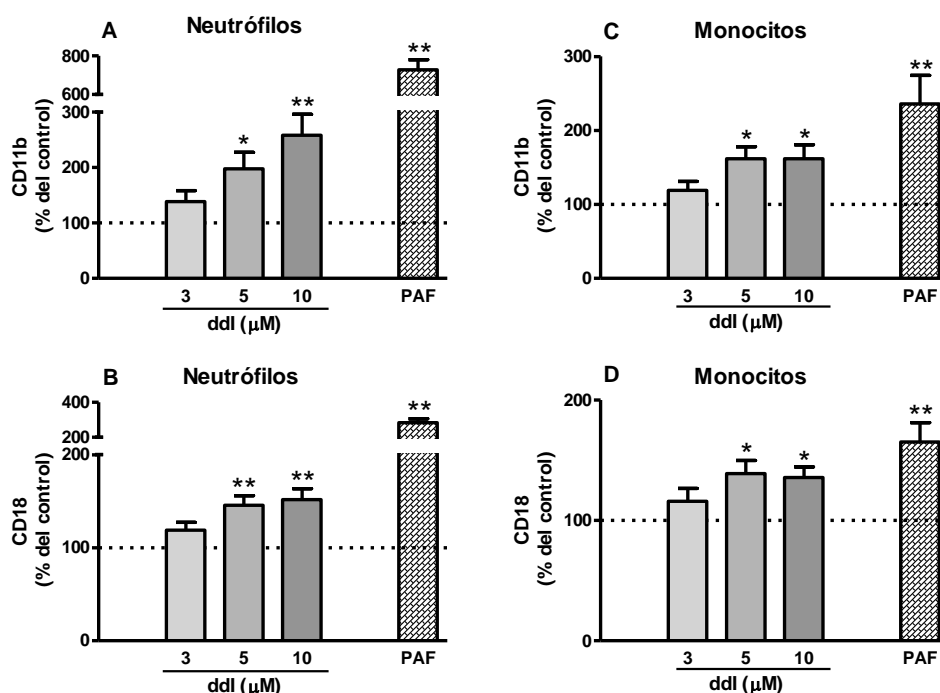 A
Neutrófilos
CD11b
(% del control)
800
600
300
200
100
0
*
**
**
3 5 10 PAF
ddI (µM)
C
Monocitos
CD11b
(% del control)
300
200
100
0
*
*
**
3 5 10 PAF
ddI (µM)
B
Neutrófilos
CD18
(% del control)
400
200
200
100
0
**
**
**
3 5 10 PAF
ddI (µM)
D
Monocitos
CD18
(% del control)
200
100
0
*
*
**
3 5 10 PAF
ddI (µM)